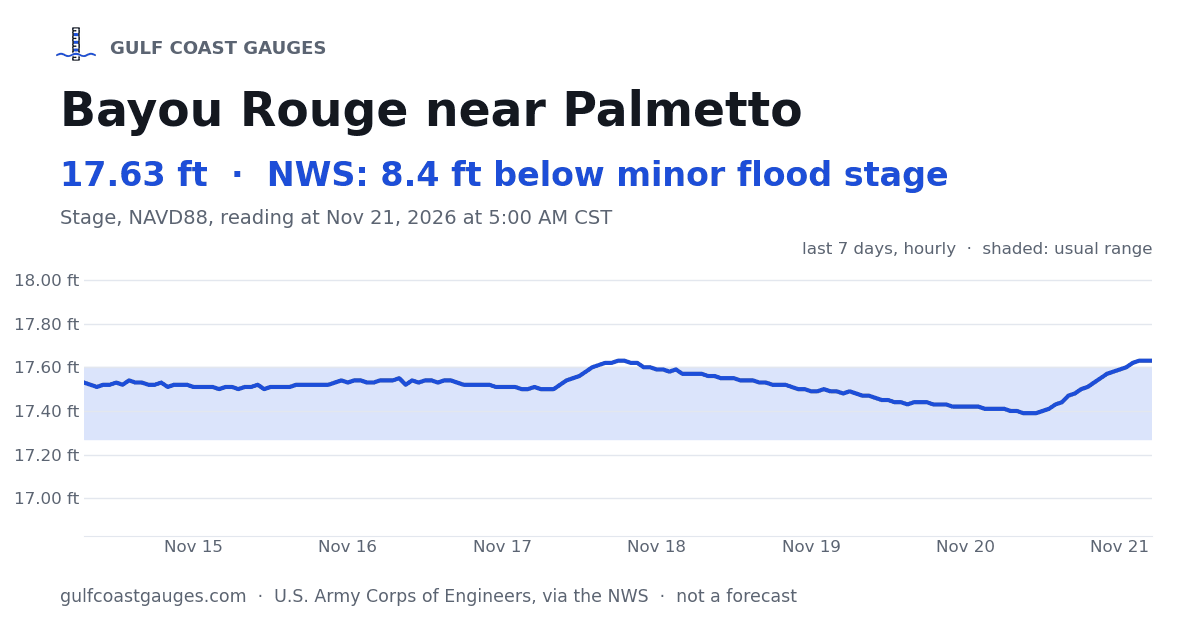 GULF COAST GAUGES
Bayou Rouge near Palmetto
17.63 ft · NWS: 8.4 ft below minor flood stage
Stage, NAVD88, reading at Nov 21, 2026 at 5:00 AM CST
last 7 days, hourly · shaded: usual range
18.00 ft
17.80 ft
17.60 ft
17.40 ft
17.20 ft
17.00 ft
Nov 15 Nov 16 Nov 17 Nov 18 Nov 19 Nov 20 Nov 21
gulfcoastgauges.com · U.S. Army Corps of Engineers, via the NWS · not a forecast